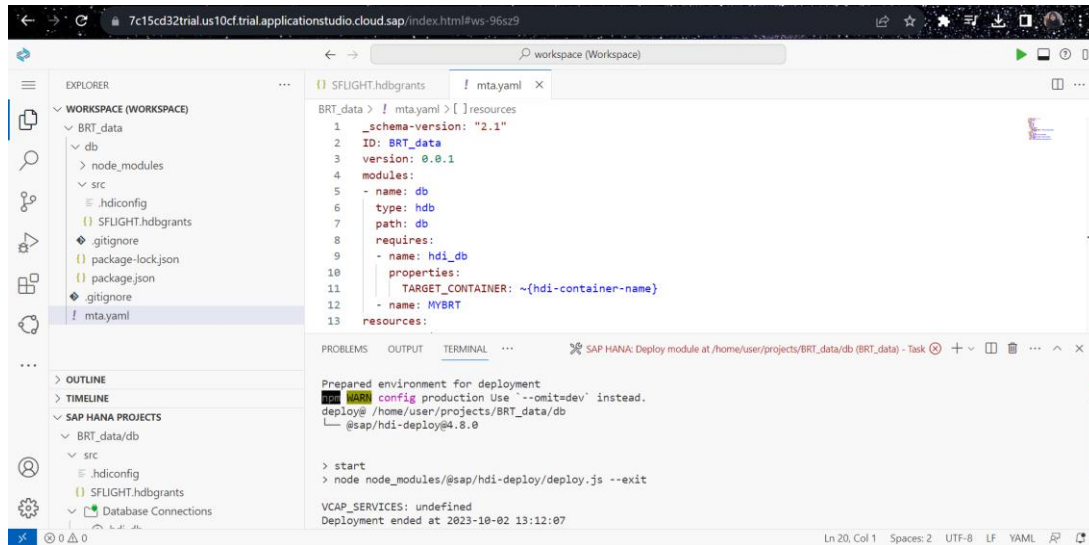 7c15cd32trial.us10cf.trial.applicationstudio.cloud.sap/index.html#ws-96sz9
workspace (Workspace)
EXPLORER
WORKSPACE (WORKSPACE)
BRT_data
db
node_modules
src
.hdiconfig
{} SFLIGHT.hdbgrants
.gitignore
{} package-lock.json
{} package.json
.gitignore
! mta.yaml
OUTLINE
TIMELINE
SAP HANA PROJECTS
BRT_data/db
src
.hdiconfig
{} SFLIGHT.hdbgrants
Database Connections
{} SFLIGHT.hdbgrants ! mta.yaml
BRT_data > ! mta.yaml > [ ] resources
1 _schema-version: "2.1"
2 ID: BRT_data
3 version: 0.0.1
4 modules:
5 - name: db
6 type: hdb
7 path: db
8 requires:
9 - name: hdi_db
10 properties:
11 TARGET_CONTAINER: ~{hdi-container-name}
12 - name: MYBRT
13 resources:
PROBLEMS OUTPUT TERMINAL ... SAP HANA: Deploy module at /home/user/projects/BRT_data/db (BRT_data) - Task
Prepared environment for deployment
npm WARN config production Use `--omit=dev` instead.
deploy@ /home/user/projects/BRT_data/db
└── @sap/hdi-deploy@4.8.0
> start
> node node_modules/@sap/hdi-deploy/deploy.js --exit
VCAP_SERVICES: undefined
Deployment ended at 2023-10-02 13:12:07
0 0 Ln 20, Col 1 Spaces: 2 UTF-8 LF YAML